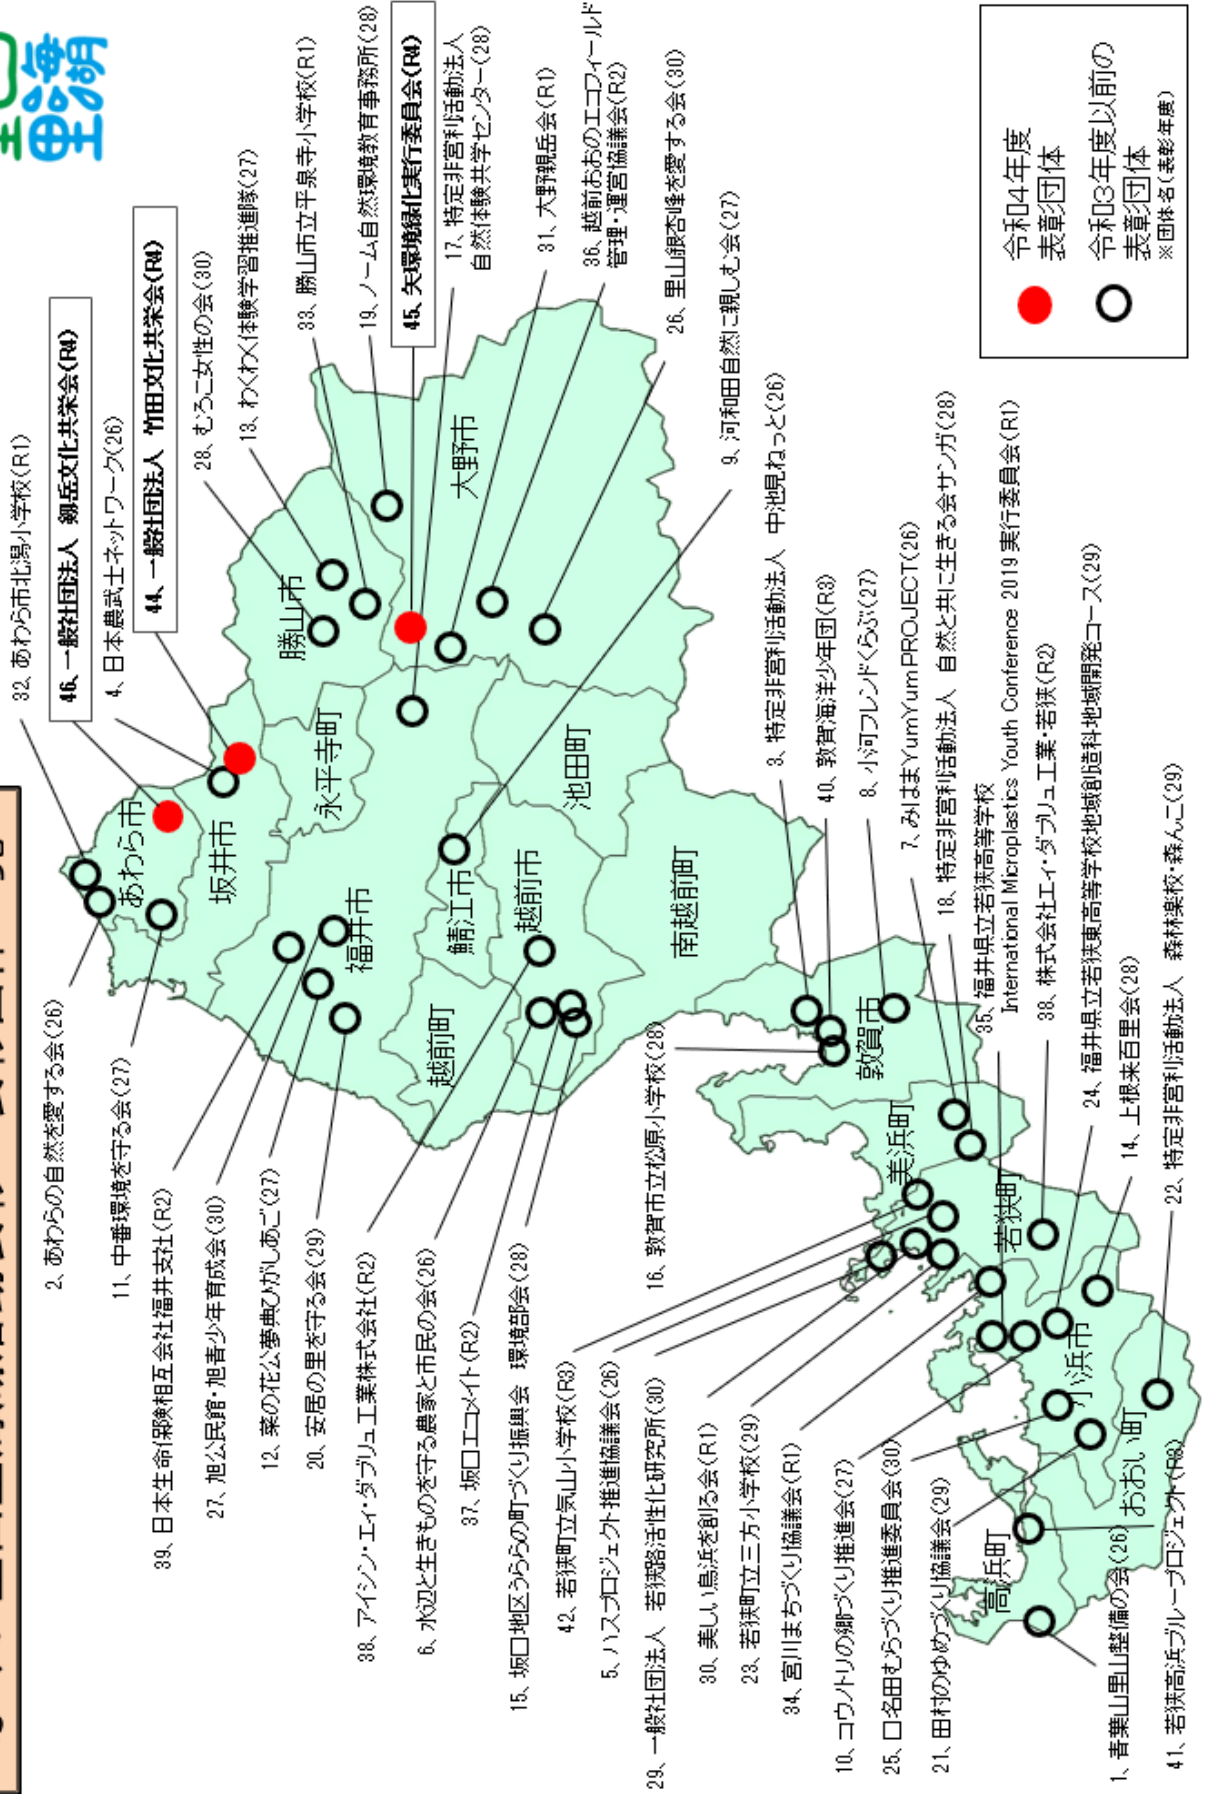 里
海
里
湖
32、あわら市北潟小学校(R1)
46、一般社団法人 剱岳文化共栄会(R4)
4、日本農武士ネットワーク(26)
44、一般社団法人 竹田文化共栄会(R4)
28、むろこ女性の会(30)
13、わくわく体験学習推進隊(27)
33、勝山市立平泉寺小学校(R1)
19、ノーム自然環境教育事務所(28)
45、矢環境緑化実行委員会(R4)
17、特定非営利活動法人
自然体験共学センター(28)
31、大野親岳会(R1)
36、越前おおのエコフィールド
管理・運営協議会(R2)
26、里山銀杏峰を愛する会(30)
9、河和田自然に親しむ会(27)
3、特定非営利活動法人 中池見ねっと(26)
40、敦賀海洋少年団(R3)
8、小河フレンドくらぶ(27)
7、みはまYumYumPROJECT(26)
18、特定非営利活動法人 自然と共に生きる会サンガ(28)
35、福井県立若狭高等学校
International Microplastics Youth Conference 2019 実行委員会(R1)
38、株式会社エイ・ダブリュ工業・若狭(R2)
24、福井県立若狭東高等学校地域創造科地域開発コース(29)
14、上根来百里会(28)
22、特定非営利活動法人 森林楽校・森んこ(29)
2、あわらの自然を愛する会(26)
11、中番環境を守る会(27)
39、日本生命保険相互会社福井支社(R2)
27、旭公民館・旭青少年育成会(30)
12、菜の花公夢典ひがしあご(27)
20、安居の里を守る会(29)
38、アイシン・エイ・ダブリュ工業株式会社(R2)
6、水辺と生きものを守る農家と市民の会(26)
37、坂口エコメイト(R2)
15、坂口地区うららの町づくり振興会 環境部会(28)
16、敦賀市立松原小学校(28)
42、若狭町立気山小学校(R3)
5、ハスプロジェクト推進協議会(26)
29、一般社団法人 若狭路活性化研究所(30)
30、美しい鳥浜を創る会(R1)
23、若狭町立三方小学校(29)
34、宮川まちづくり協議会(R1)
10、コウノトリの郷づくり推進会(27)
25、口名田むらづくり推進委員会(30)
21、田村のゆめづくり協議会(29)
1、青葉山里山整備の会(26)
41、若狭高浜ブループロジェクト(R3)
あわら市
坂井市
永平寺町
勝山市
大野市
福井市
鯖江市
越前市
池田町
越前町
南越前町
敦賀市
美浜町
若狭町
小浜市
おおい町
高浜町
令和4年度
表彰団体
令和3年度以前の
表彰団体
※団体名(表彰年度)